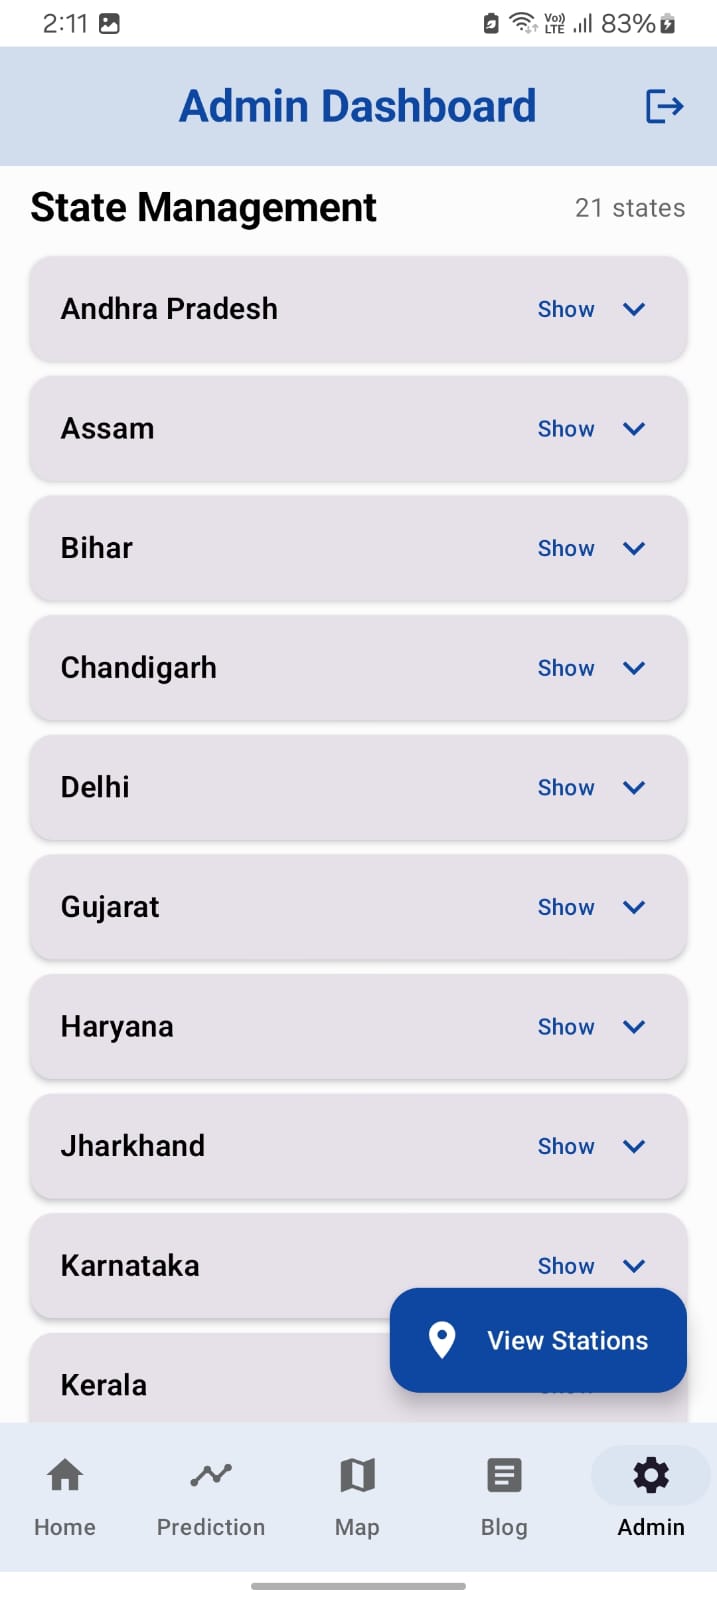 2:11 Vo)) LTE 83%
Admin Dashboard
State Management 21 states
Andhra Pradesh Show
Assam Show
Bihar Show
Chandigarh Show
Delhi Show
Gujarat Show
Haryana Show
Jharkhand Show
Karnataka Show
View Stations
Kerala
Home Prediction Map Blog Admin